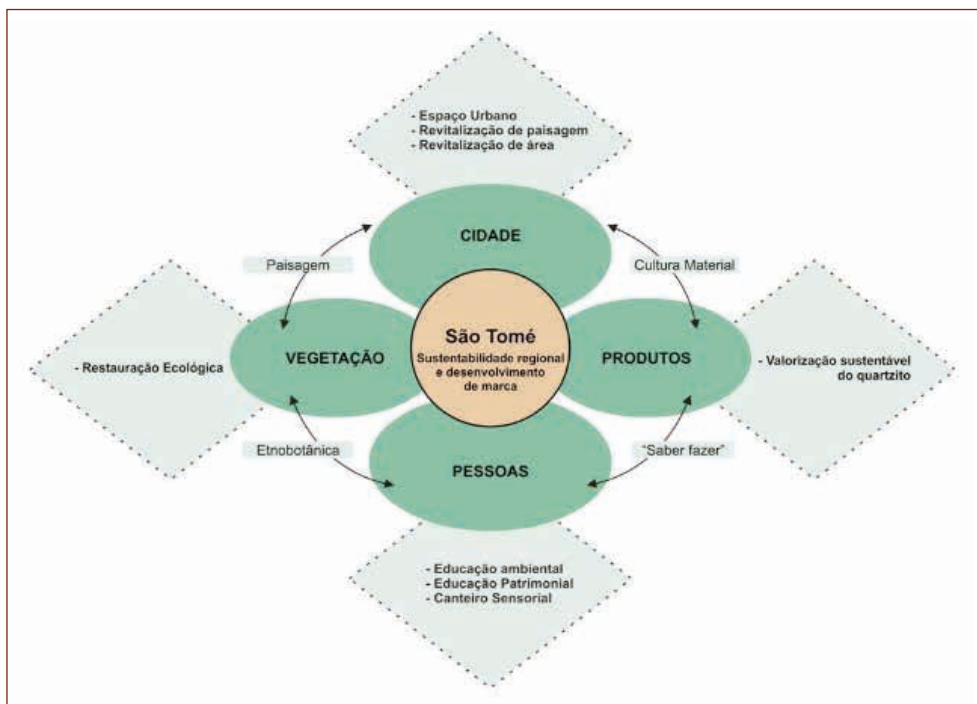 - Espaço Urbano
- Revitalização de paisagem
- Revitalização de área
CIDADE
Paisagem
Cultura Material
São Tomé
Sustentabilidade regional
e desenvolvimento
de marca
VEGETAÇÃO
PRODUTOS
- Restauração Ecológica
- Valorização sustentável
do quartzito
Etnobotânica
"Saber fazer"
PESSOAS
- Educação ambiental
- Educação Patrimonial
- Canteiro Sensorial